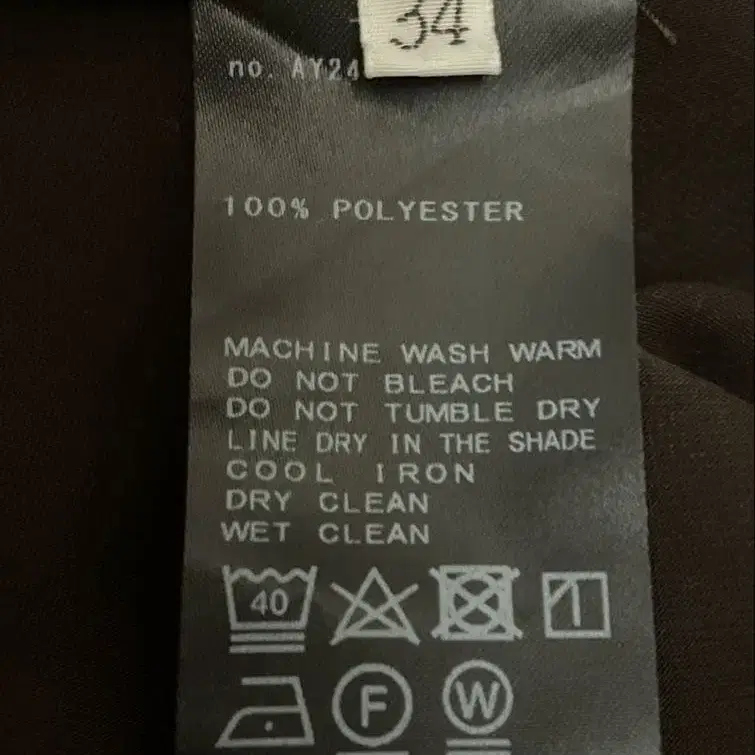 34
no. AY24
100% POLYESTER
MACHINE WASH WARM
DO NOT BLEACH
DO NOT TUMBLE DRY
LINE DRY IN THE SHADE
COOL IRON
DRY CLEAN
WET CLEAN
40
F W